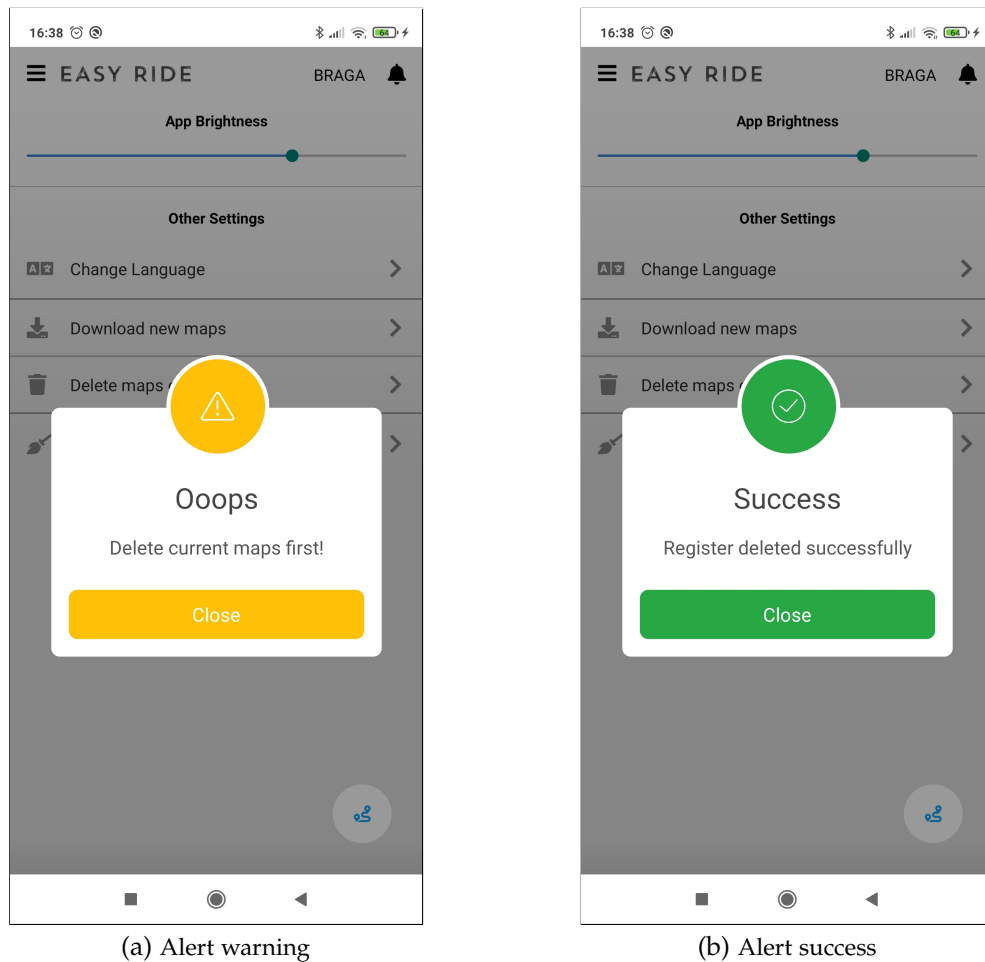 16:38
64
EASY RIDE
BRAGA
App Brightness
Other Settings
Change Language
Download new maps
Delete maps
Ooops
Delete current maps first!
Close
(a) Alert warning
16:38
64
EASY RIDE
BRAGA
App Brightness
Other Settings
Change Language
Download new maps
Delete maps
Success
Register deleted successfully
Close
(b) Alert success